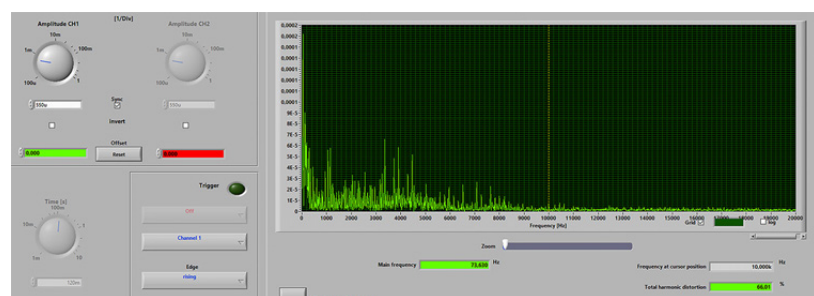 [1/Div]
Amplitude CH1
Amplitude CH2
10m
10m
1m
100m
1m
100m
100u
1
100u
1
Sync
Invert
Offset
0.000
Reset
0.000
Time [s]
100m
10m
1
1m
10
120m
Trigger
Off
Channel 1
Edge
rising
0,0002
0,0001
0,0001
0,0001
0,0001
0,0001
0,0001
9E-5
8E-5
7E-5
6E-5
5E-5
4E-5
3E-5
2E-5
1E-5
0
0 1000 2000 3000 4000 5000 6000 7000 8000 9000 10000 11000 12000 13000 14000 15000 16000 17000 18000 19000 20000
Frequency [Hz]
Grid
log
Zoom
Main frequency 73,630 Hz
Frequency at cursor position 10,000k Hz
Total harmonic distortion 66.01 %